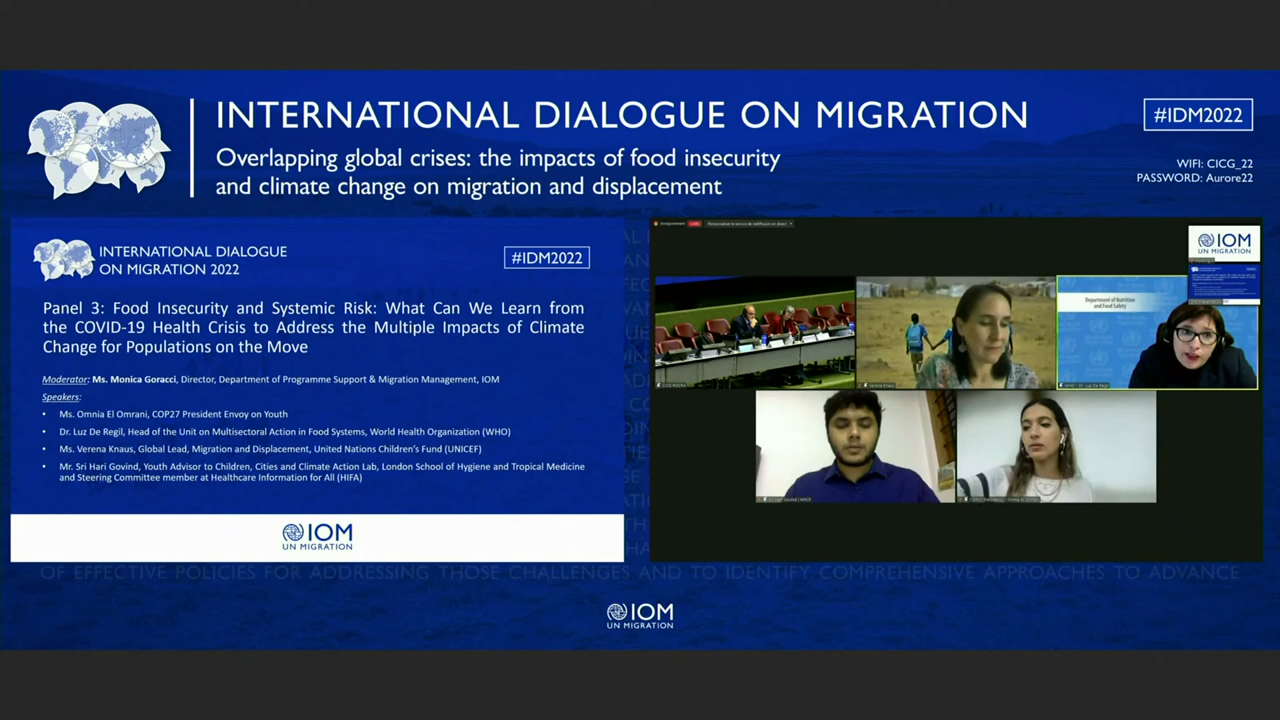 INTERNATIONAL DIALOGUE ON MIGRATION
Overlapping global crises: the impacts of food insecurity
and climate change on migration and displacement
#IDM2022
WIFI: CICG_22
PASSWORD: Aurore22
INTERNATIONAL DIALOGUE
ON MIGRATION 2022
#IDM2022
Panel 3: Food Insecurity and Systemic Risk: What Can We Learn from
the COVID-19 Health Crisis to Address the Multiple Impacts of Climate
Change for Populations on the Move
Moderator: Ms. Monica Goracci, Director, Department of Programme Support & Migration Management, IOM
Speakers:
• Ms. Omnia El Omrani, COP27 President Envoy on Youth
• Dr. Luz De Regil, Head of the Unit on Multisectoral Action in Food Systems, World Health Organization (WHO)
• Ms. Verena Knaus, Global Lead, Migration and Displacement, United Nations Children's Fund (UNICEF)
• Mr. Sri Hari Govind, Youth Advisor to Children, Cities and Climate Action Lab, London School of Hygiene and Tropical Medicine
and Steering Committee member at Healthcare Information for All (HIFA)
IOM
UN MIGRATION
LIVE
IOM
UN MIGRATION
Department of Nutrition
and Food Safety
Verena Knaus
WHO - Dr. Luz De Regil
OF EFFECTIVE POLICIES FOR ADDRESSING THOSE CHALLENGES AND TO IDENTIFY COMPREHENSIVE APPROACHES TO ADVANCE
IOM
UN MIGRATION